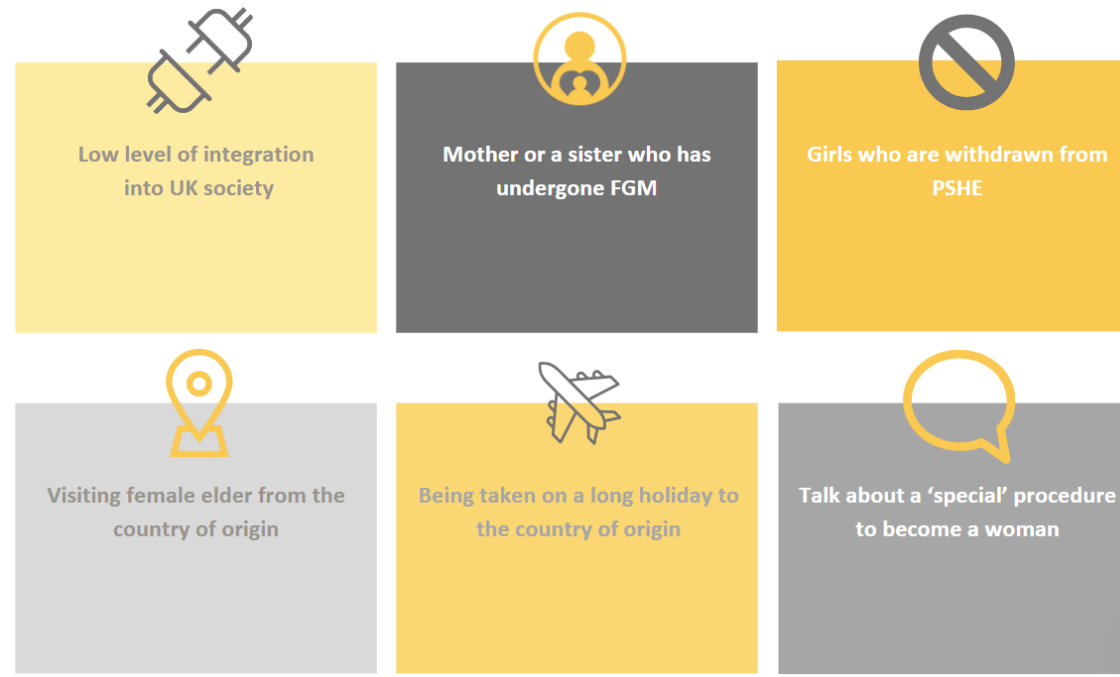 Low level of integration
into UK society
Mother or a sister who has
undergone FGM
Girls who are withdrawn from
PSHE
Visiting female elder from the
country of origin
Being taken on a long holiday to
the country of origin
Talk about a ‘special’ procedure
to become a woman